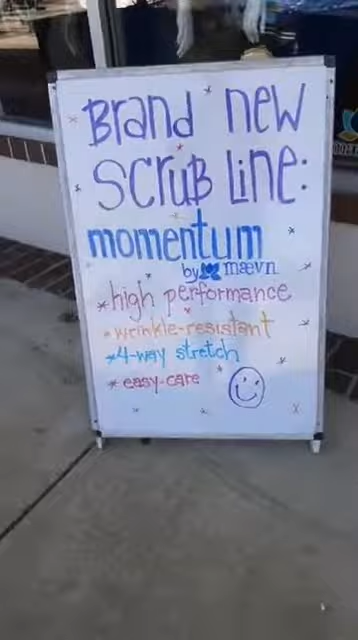 Brand new
Scrub Line:
momentum
by mævn
*high performance
*wrinkle-resistant
*4-way stretch
*easy-care